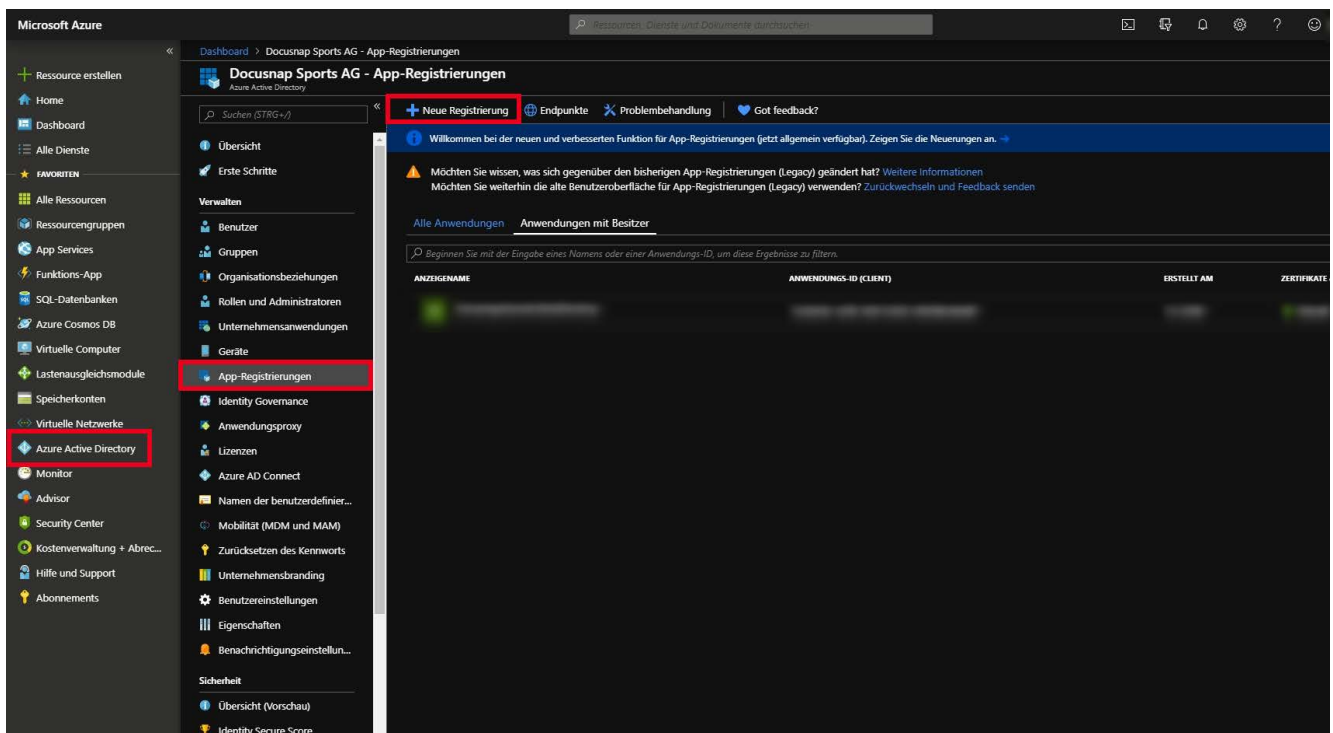 Microsoft Azure
Ressourcen, Dienste und Dokumente durchsuchen
«
Ressource erstellen
Home
Dashboard
Alle Dienste
FAVORITEN
Alle Ressourcen
Ressourcengruppen
App Services
Funktions-App
SQL-Datenbanken
Azure Cosmos DB
Virtuelle Computer
Lastenausgleichsmodule
Speicherkonten
Virtuelle Netzwerke
Azure Active Directory
Monitor
Advisor
Security Center
Kostenverwaltung + Abrec...
Hilfe und Support
Abonnements
Dashboard > Docusnap Sports AG - App-Registrierungen
Docusnap Sports AG - App-Registrierungen
Azure Active Directory
Suchen (STRG+/)
«
Übersicht
Erste Schritte
Verwalten
Benutzer
Gruppen
Organisationsbeziehungen
Rollen und Administratoren
Unternehmensanwendungen
Geräte
App-Registrierungen
Identity Governance
Anwendungsproxy
Lizenzen
Azure AD Connect
Namen der benutzerdefinier...
Mobilität (MDM und MAM)
Zurücksetzen des Kennworts
Unternehmensbranding
Benutzereinstellungen
Eigenschaften
Benachrichtigungseinstellun...
Sicherheit
Übersicht (Vorschau)
Identity Secure Score
Neue Registrierung Endpunkte Problembehandlung Got feedback?
Willkommen bei der neuen und verbesserten Funktion für App-Registrierungen (jetzt allgemein verfügbar). Zeigen Sie die Neuerungen an. →
Möchten Sie wissen, was sich gegenüber den bisherigen App-Registrierungen (Legacy) geändert hat? Weitere Informationen
Möchten Sie weiterhin die alte Benutzeroberfläche für App-Registrierungen (Legacy) verwenden? Zurückwechseln und Feedback senden
Alle Anwendungen Anwendungen mit Besitzer
Beginnen Sie mit der Eingabe eines Namens oder einer Anwendungs-ID, um diese Ergebnisse zu filtern.
ANZEIGENAME ANWENDUNGS-ID (CLIENT) ERSTELLT AM ZERTIFIKATE